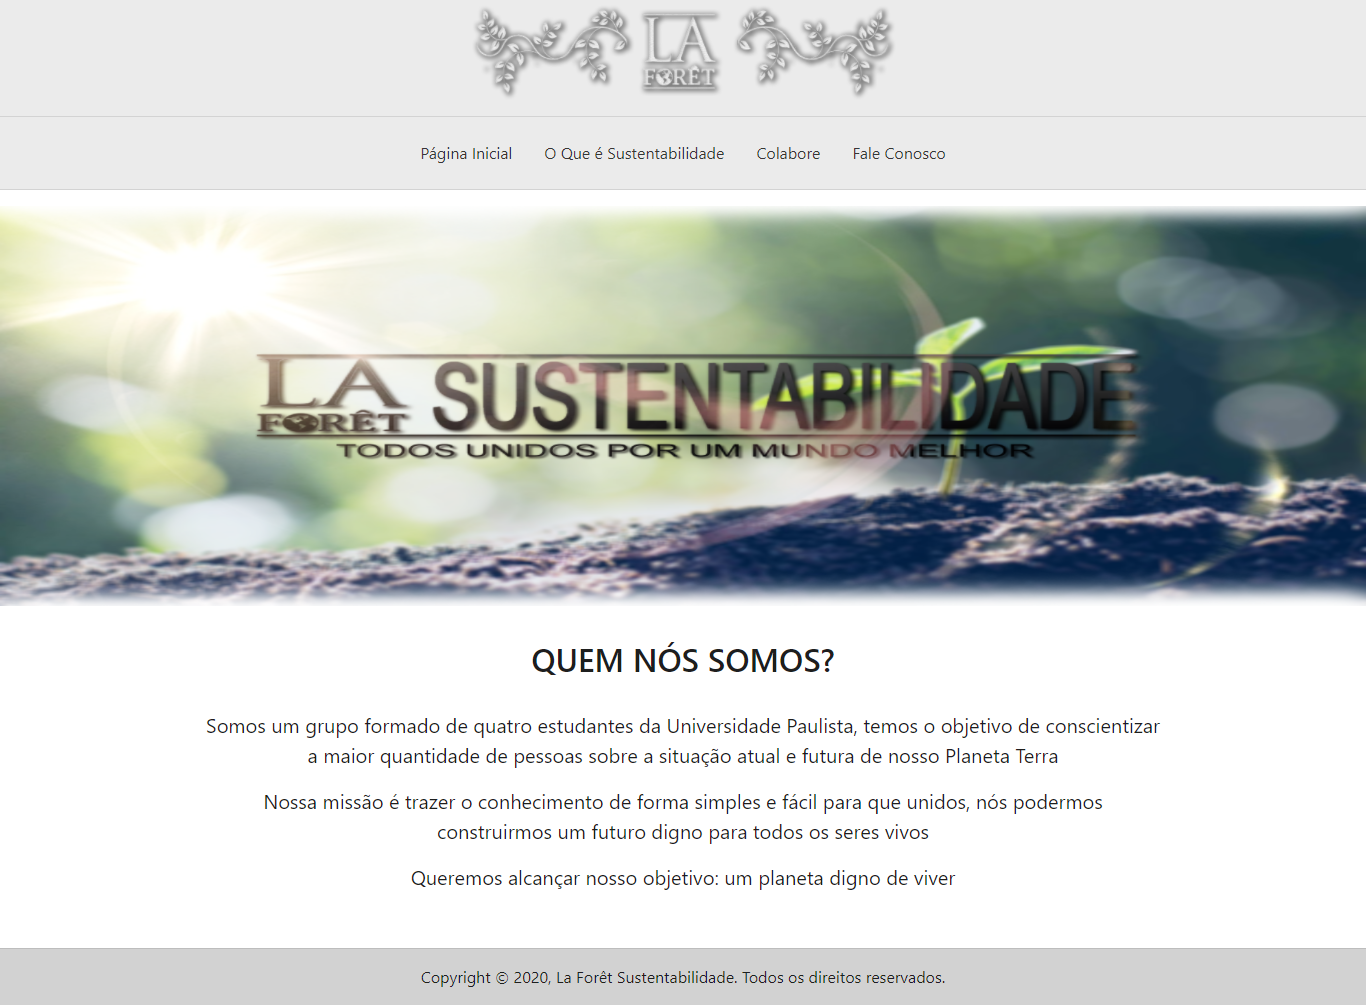 LA
FORÊT
Página Inicial O Que é Sustentabilidade Colabore Fale Conosco
LA FORÊT SUSTENTABILIDADE
TODOS UNIDOS POR UM MUNDO MELHOR
QUEM NÓS SOMOS?
Somos um grupo formado de quatro estudantes da Universidade Paulista, temos o objetivo de conscientizar
a maior quantidade de pessoas sobre a situação atual e futura de nosso Planeta Terra
Nossa missão é trazer o conhecimento de forma simples e fácil para que unidos, nós podermos
construirmos um futuro digno para todos os seres vivos
Queremos alcançar nosso objetivo: um planeta digno de viver
Copyright © 2020, La Forêt Sustentabilidade. Todos os direitos reservados.